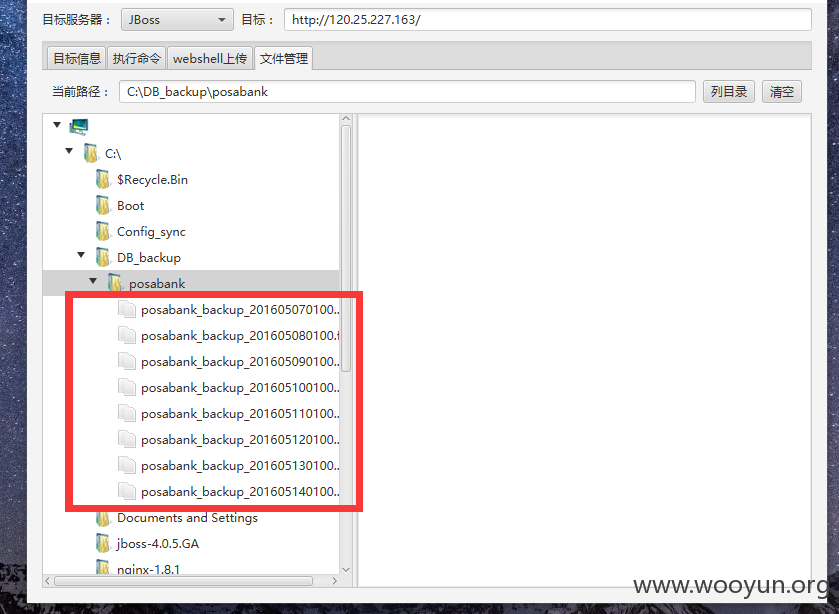 目标服务器： JBoss 目标： http://120.25.227.163/
目标信息 执行命令 webshell上传 文件管理
当前路径： C:\DB_backup\posabank 列目录 清空
C:\
$Recycle.Bin
Boot
Config_sync
DB_backup
posabank
posabank_backup_201605070100..
posabank_backup_201605080100.f
posabank_backup_201605090100..
posabank_backup_201605100100..
posabank_backup_201605110100..
posabank_backup_201605120100..
posabank_backup_201605130100..
posabank_backup_201605140100..
Documents and Settings
jboss-4.0.5.GA
nginx-1.8.1
www.wooyun.org